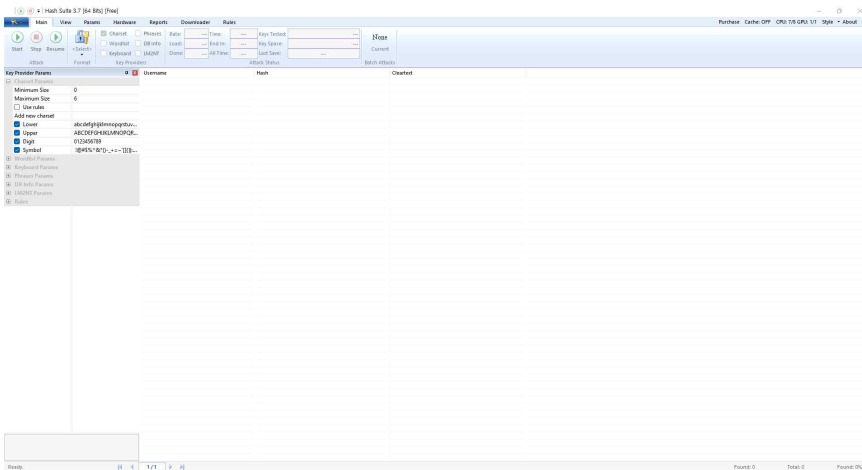 Hash Suite 3.7 [64 Bits] [Free]
Main View Params Hardware Reports Downloader Rules
Purchase Cache: OFF CPU: 7/8 GPU: 1/1 Style About
Start Stop Resume
<Select>
Charset Phrases
Wordlist DB Info
Keyboard LM2NT
Rate: --- Time: --- Keys Tested: ---
Load: --- End In: --- Key Space: ---
Done: --- All Time: --- Last Save: ---
None
Current
Attack Format Key Providers Attack Status Batch Attacks
Key Provider Params
Username Hash Cleartext
Charset Params
Minimum Size 0
Maximum Size 6
Use rules
Add new charset
Lower abcdefghijklmnopqrstuv...
Upper ABCDEFGHIJKLMNOPQR...
Digit 0123456789
Symbol
Wordlist Params
Keyboard Params
Phrases Params
DB Info Params
LM2NT Params
Rules
Ready. 1/1 Found: 0 Total: 0 Found: 0%